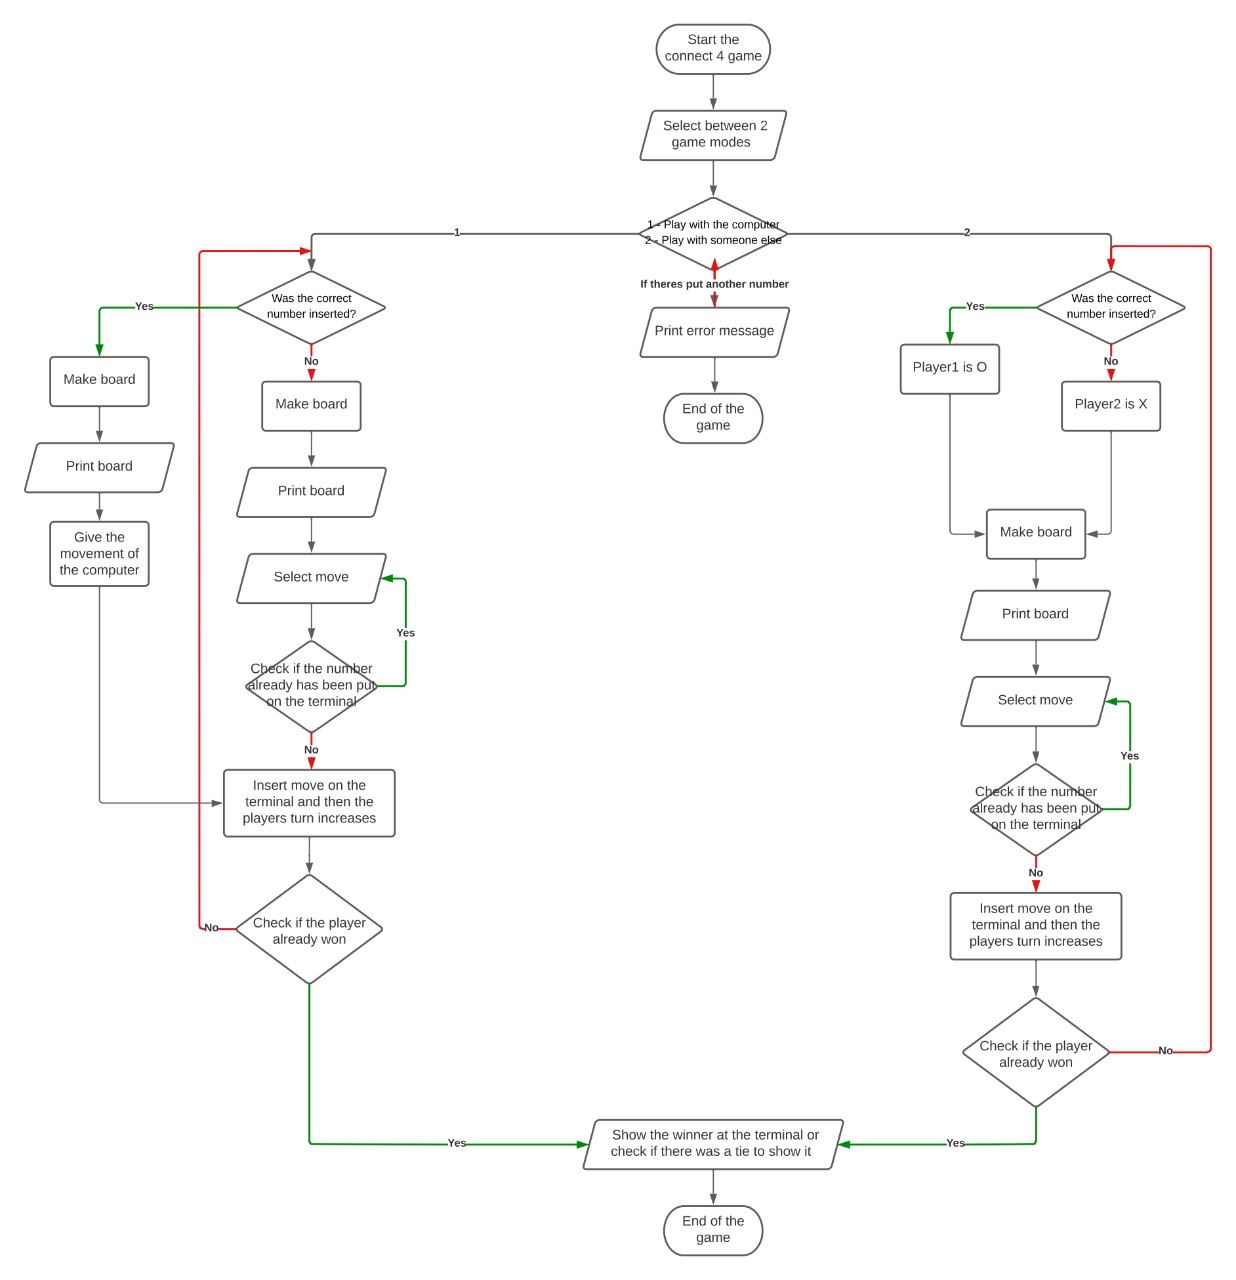 Start the
connect 4 game
Select between 2
game modes
1 - Play with the computer
2 - Play with someone else
1
2
If theres put another number
Print error message
End of the
game
Was the correct
number inserted?
Yes
No
Make board
Print board
Give the
movement of
the computer
Make board
Print board
Select move
Yes
Check if the number
already has been put
on the terminal
No
Insert move on the
terminal and then the
players turn increases
Check if the player
already won
No
Yes
Was the correct
number inserted?
Yes
No
Player1 is O
Player2 is X
Make board
Print board
Select move
Yes
Check if the number
already has been put
on the terminal
No
Insert move on the
terminal and then the
players turn increases
Check if the player
already won
No
Yes
Show the winner at the terminal or
check if there was a tie to show it
End of the
game